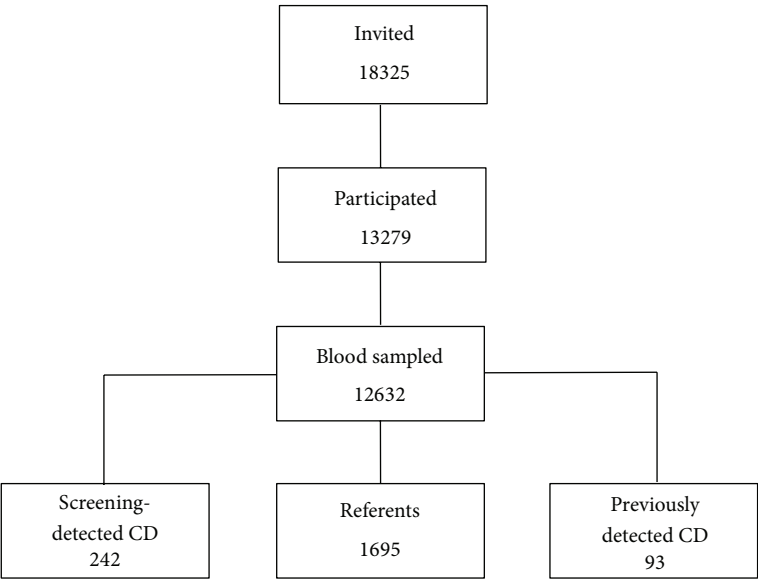 Invited
18325
Participated
13279
Blood sampled
12632
Screening-
detected CD
242
Referents
1695
Previously
detected CD
93